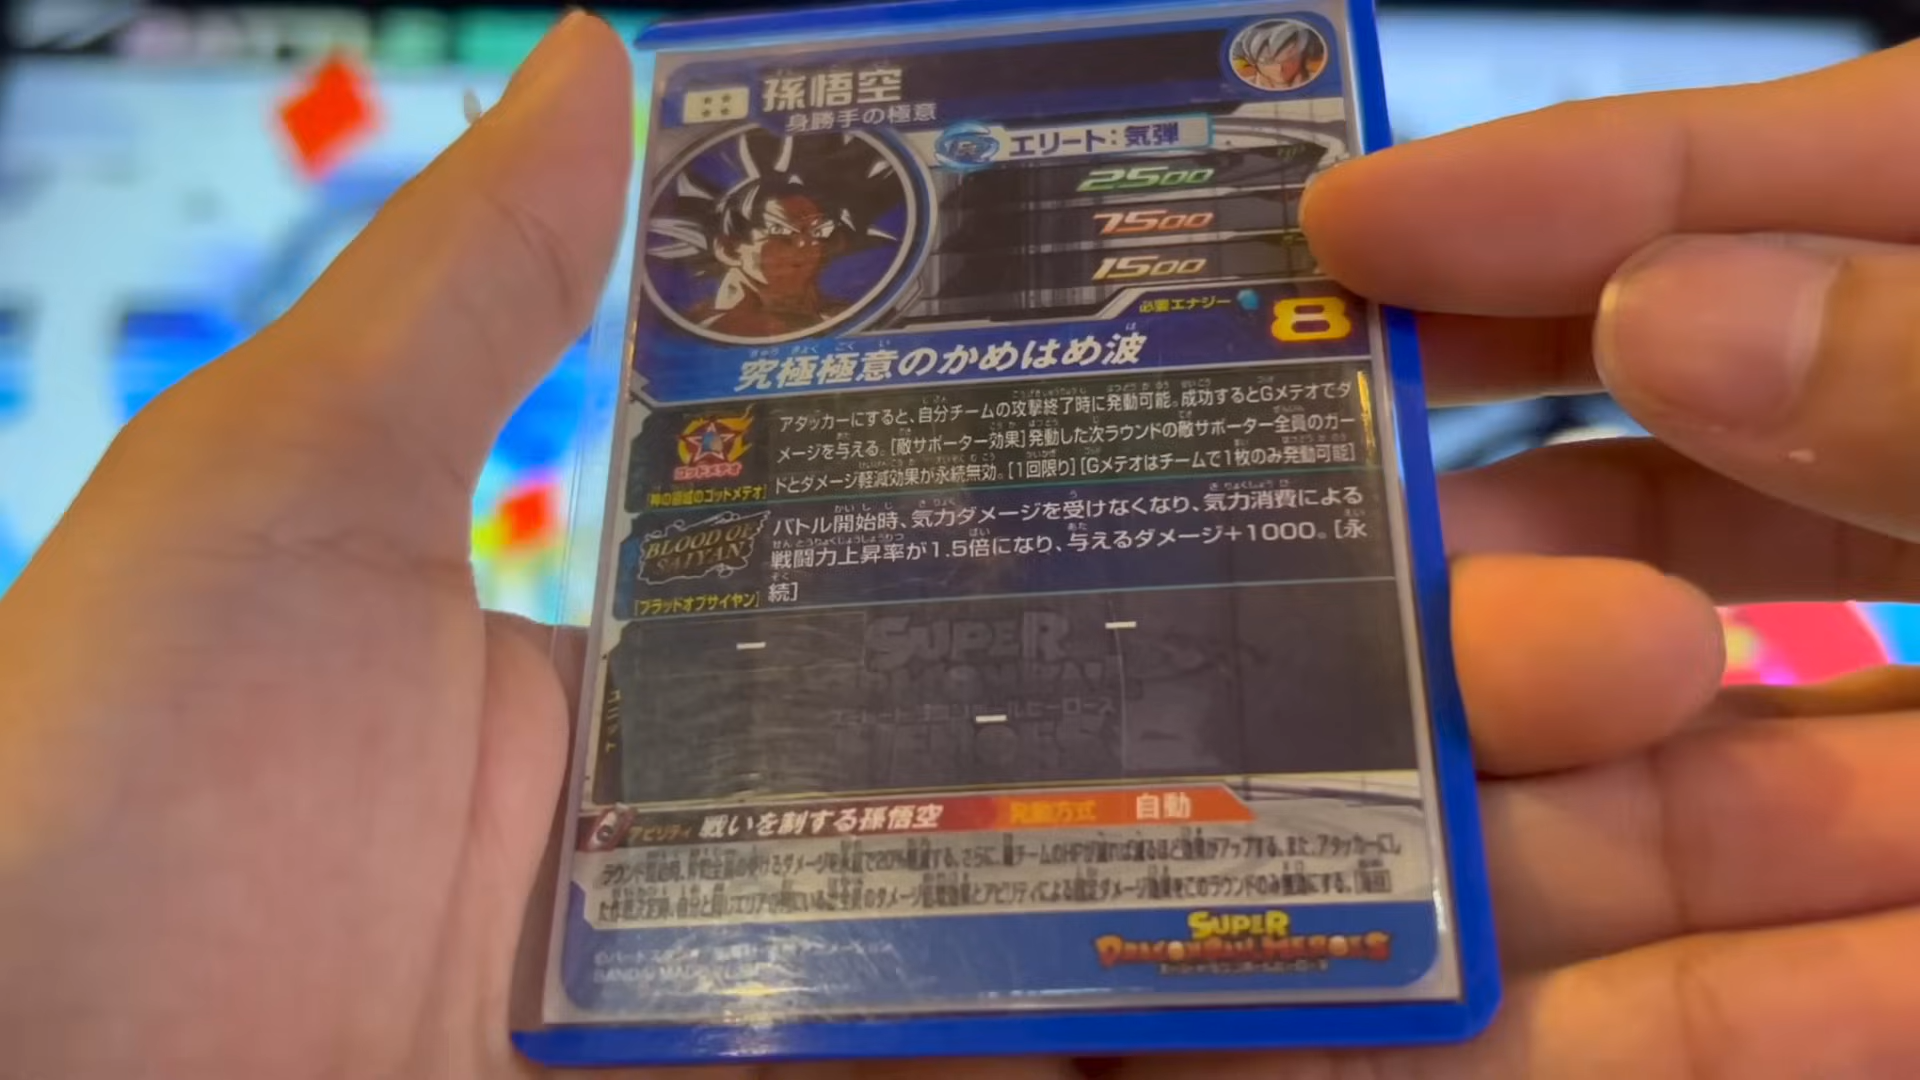 孫悟空
身勝手の極意
エリート:気弾
2500
7500
1500
必要エナジー 8
究極極意のかめはめ波
アタッカーにすると、自分チームの攻撃終了時に発動可能。成功するとGメテオでダ
メージを与える。[敵サポーター効果]発動した次ラウンドの敵サポーター全員のガー
ドとダメージ軽減効果が永続無効。[1回限り][Gメテオはチームで1枚のみ発動可能]
ゴッドメテオ
[神の領域のゴッドメテオ]
バトル開始時、気力ダメージを受けなくなり、気力消費による
戦闘力上昇率が1.5倍になり、与えるダメージ+1000。[永
続]
BLOOD OF
SAIYAN
[ブラッドオブサイヤン]
SUPER
HEROES
アビリティ 戦いを制する孫悟空 発動方式 自動
SUPER
DRAGONBALL HEROES